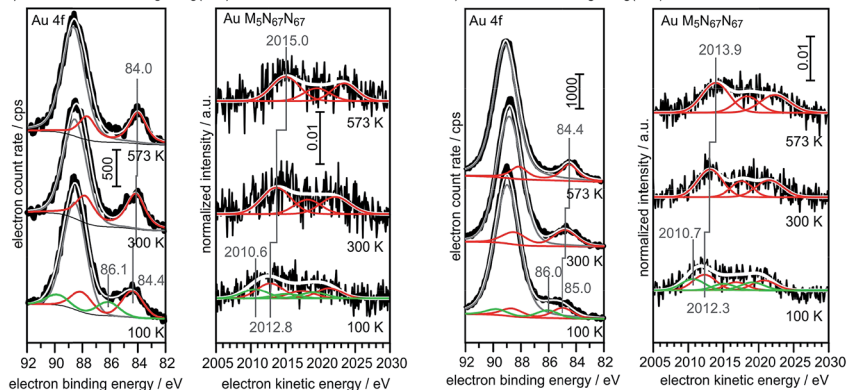 Au 4f
84.0
573 K
500
300 K
86.1
84.4
100 K
electron count rate / cps
92 90 88 86 84 82
electron binding energy / eV
Au M5N67N67
2015.0
573 K
0.01
300 K
2010.6
2012.8
100 K
normalized intensity / a.u.
2005 2010 2015 2020 2025 2030
electron kinetic energy / eV
Au 4f
1000
84.4
573 K
300 K
86.0
85.0
100 K
electron count rate / cps
92 90 88 86 84 82
electron binding energy / eV
Au M5N67N67
0.01
2013.9
573 K
300 K
2010.7
2012.3
100 K
normalized intensity / a.u.
2005 2010 2015 2020 2025 2030
electron kinetic energy / eV